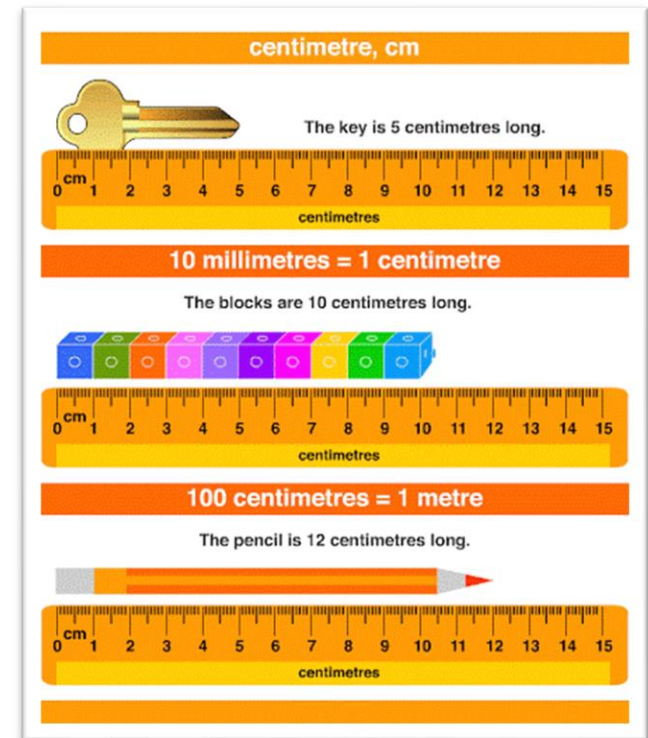 centimetre, cm
The key is 5 centimetres long.
cm
0 1 2 3 4 5 6 7 8 9 10 11 12 13 14 15
centimetres
10 millimetres = 1 centimetre
The blocks are 10 centimetres long.
cm
0 1 2 3 4 5 6 7 8 9 10 11 12 13 14 15
centimetres
100 centimetres = 1 metre
The pencil is 12 centimetres long.
cm
0 1 2 3 4 5 6 7 8 9 10 11 12 13 14 15
centimetres